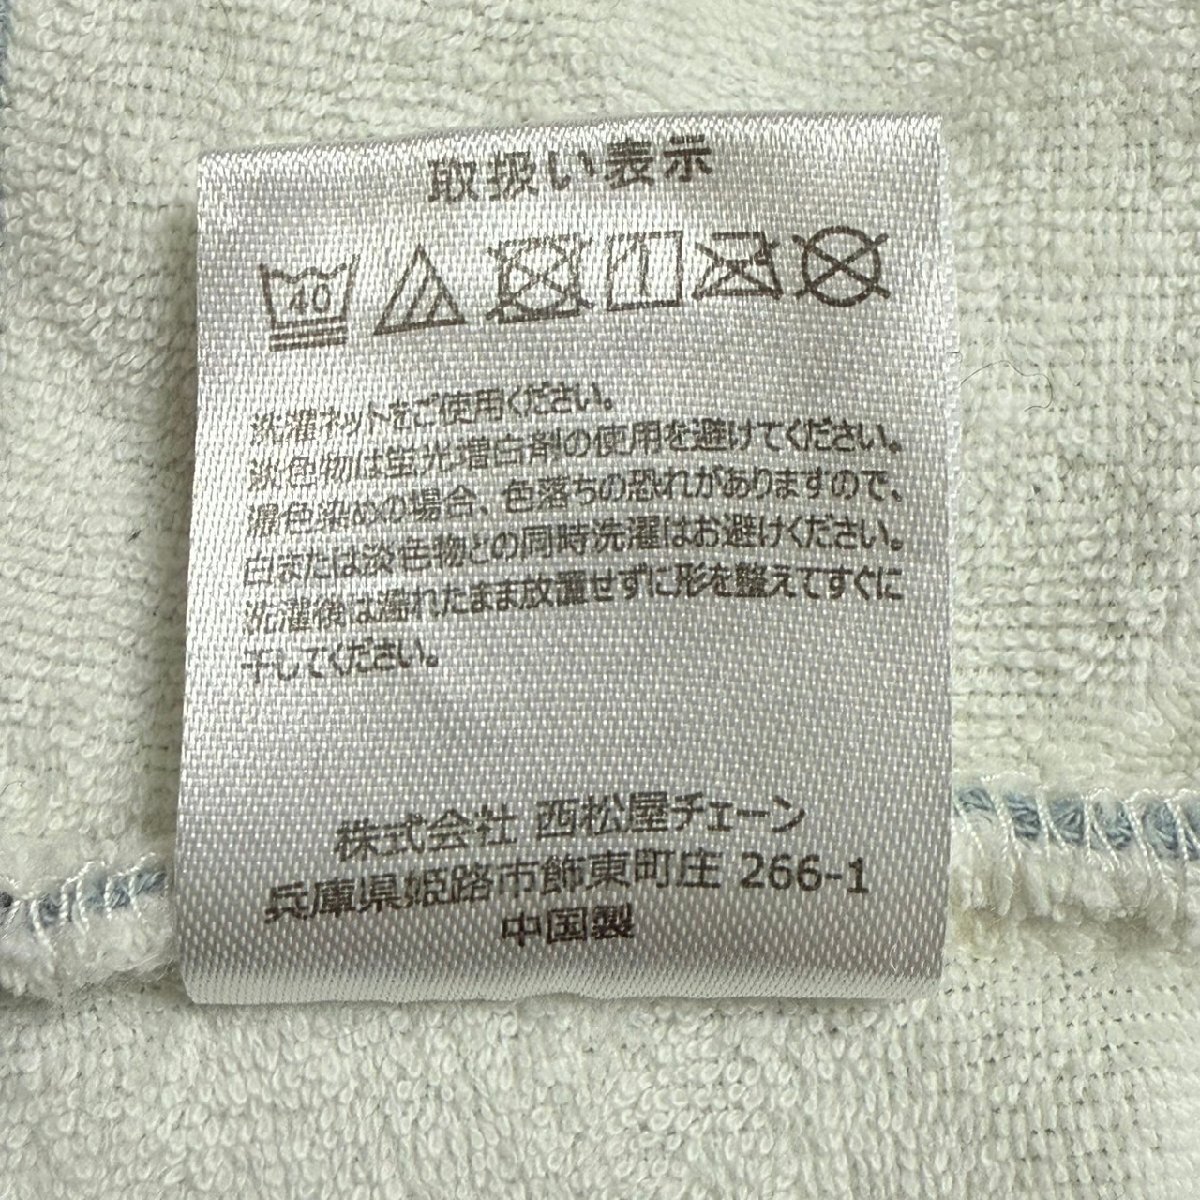 取扱い表示
40
洗濯ネットをご使用ください。
淡色物は蛍光増白剤の使用を避けてください。
濃色染めの場合、色落ちの恐れがありますので、
白または淡色物との同時洗濯はお避けください。
洗濯後は濡れたまま放置せずに形を整えてすぐに
干してください。
株式会社 西松屋チェーン
兵庫県姫路市飾東町庄 266-1
中国製